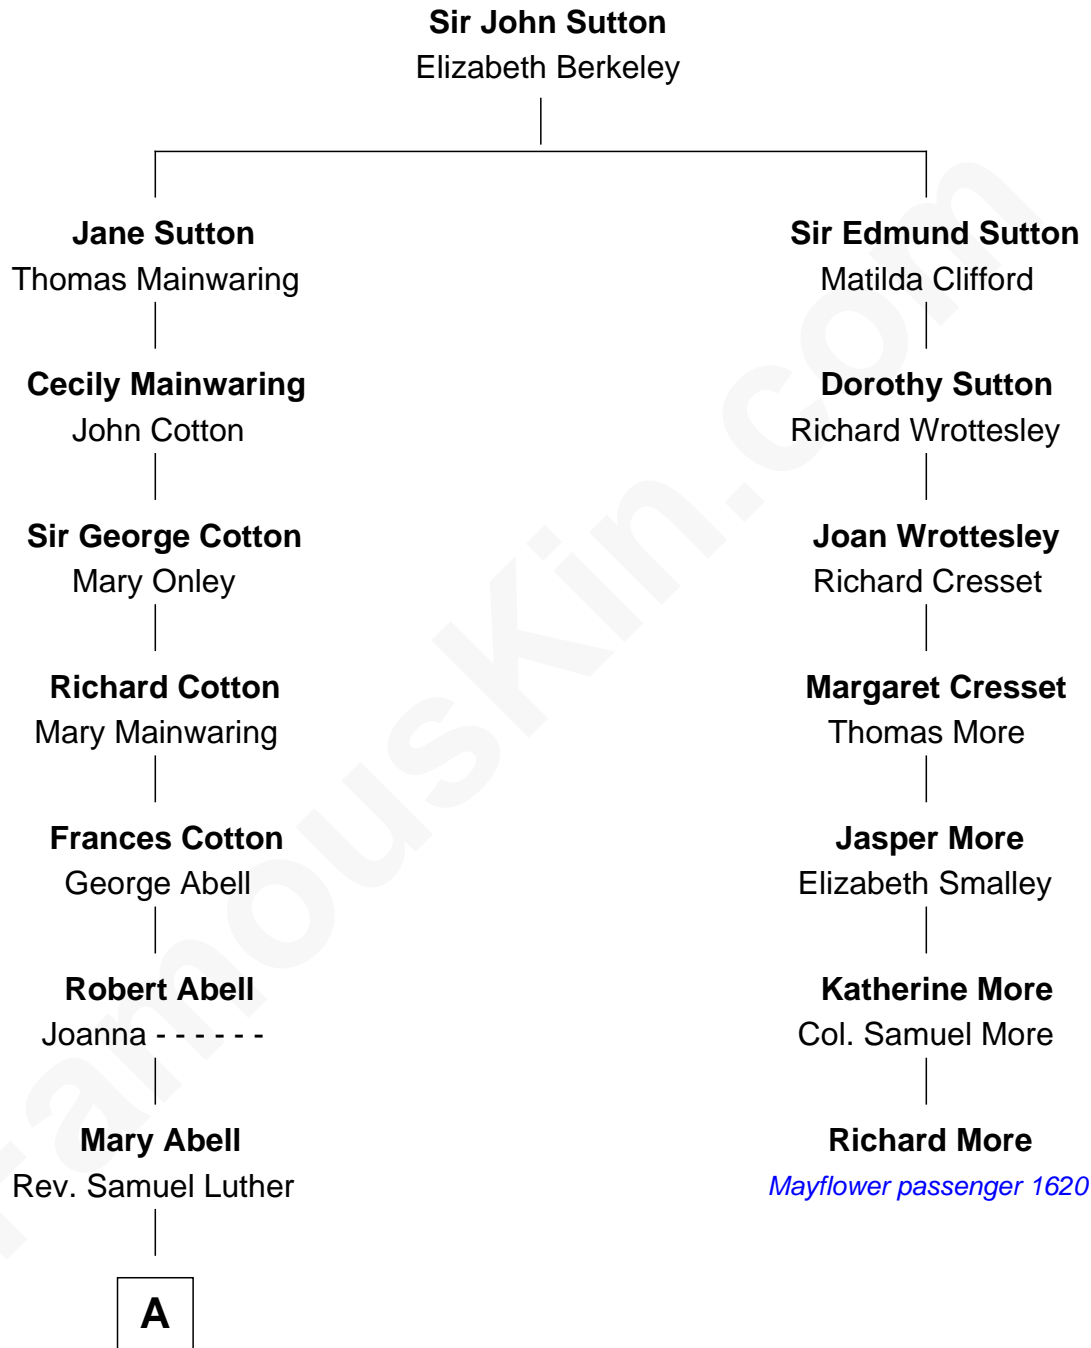 Sir John Sutton
Elizabeth Berkeley
Jane Sutton
Thomas Mainwaring
Cecily Mainwaring
John Cotton
Sir George Cotton
Mary Onley
Richard Cotton
Mary Mainwaring
Frances Cotton
George Abell
Robert Abell
Joanna - - - - - -
Mary Abell
Rev. Samuel Luther
A
Sir Edmund Sutton
Matilda Clifford
Dorothy Sutton
Richard Wrottesley
Joan Wrottesley
Richard Cresset
Margaret Cresset
Thomas More
Jasper More
Elizabeth Smalley
Katherine More
Col. Samuel More
Richard More
Mayflower passenger 1620
FamousKin.com